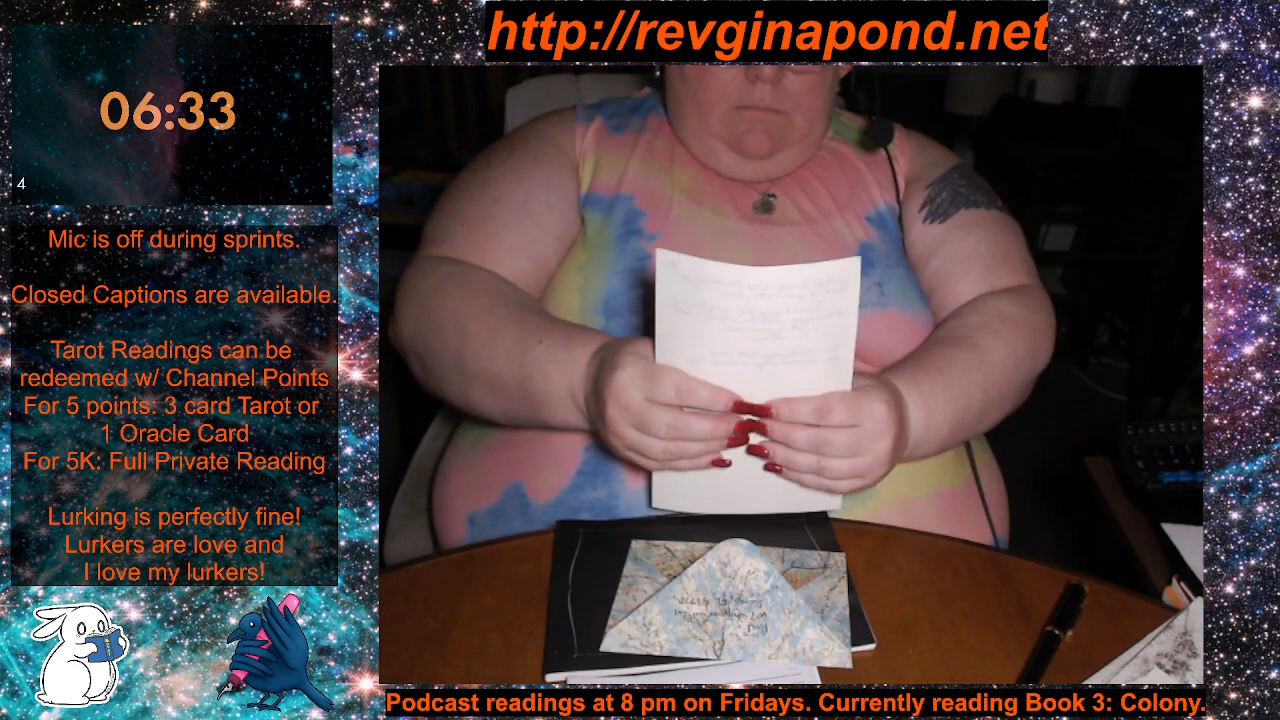 http://revginapond.net
06:33
4
Mic is off during sprints.
Closed Captions are available.
Tarot Readings can be
redeemed w/ Channel Points
For 5 points: 3 card Tarot or
1 Oracle Card
For 5K: Full Private Reading
Lurking is perfectly fine!
Lurkers are love and
I love my lurkers!
Podcast readings at 8 pm on Fridays. Currently reading Book 3: Colony.